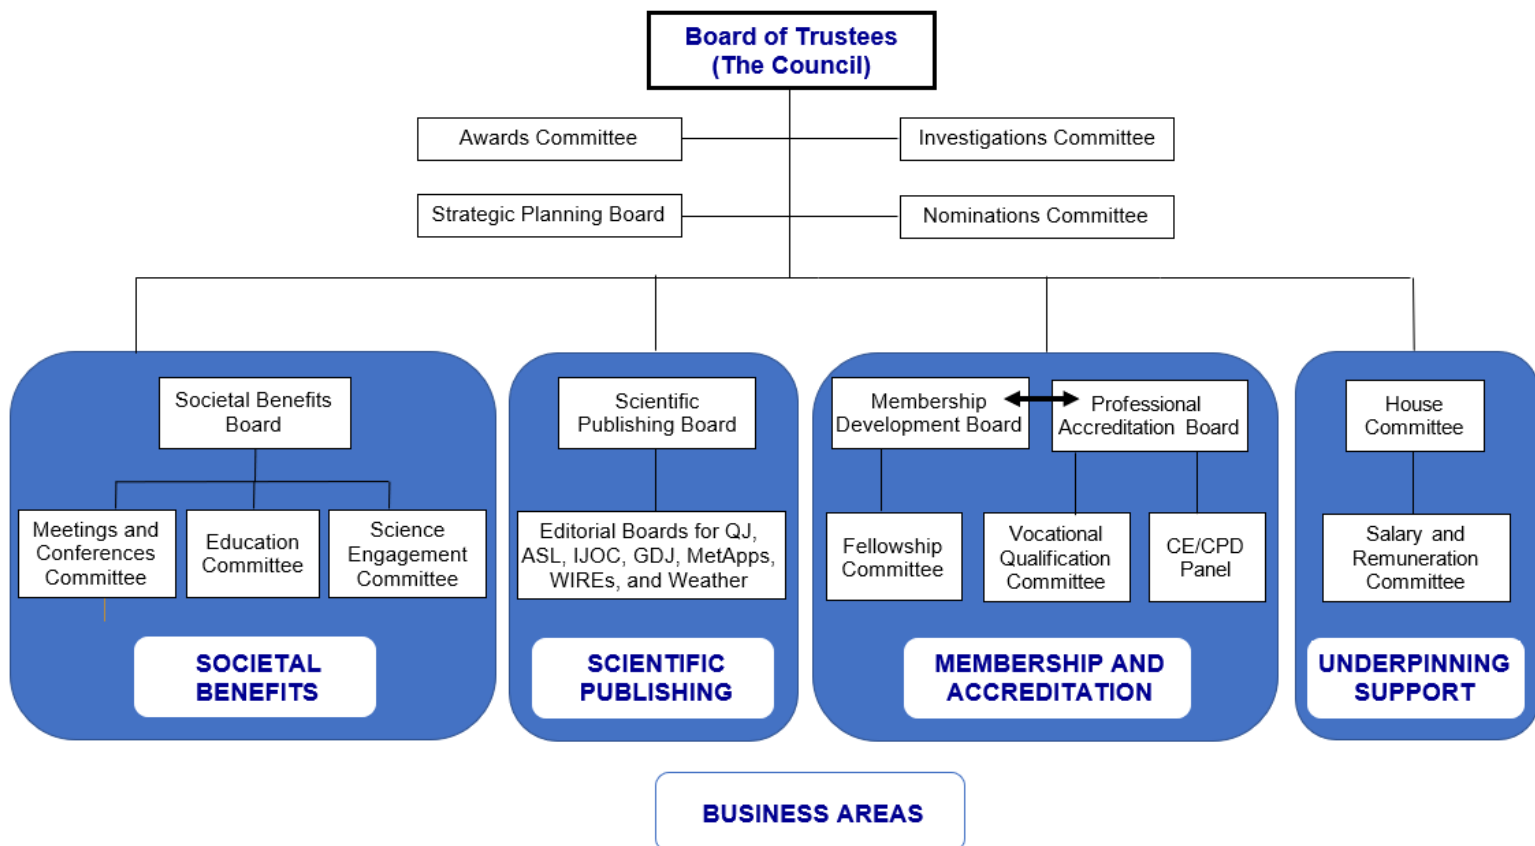 Board of Trustees
(The Council)
Awards Committee
Investigations Committee
Strategic Planning Board
Nominations Committee
Societal Benefits
Board
Scientific
Publishing Board
Membership
Development Board
Professional
Accreditation Board
House
Committee
Meetings and
Conferences
Committee
Education
Committee
Science
Engagement
Committee
Editorial Boards for QJ,
ASL, IJOC, GDJ, MetApps,
WIREs, and Weather
Fellowship
Committee
Vocational
Qualification
Committee
CE/CPD
Panel
Salary and
Remuneration
Committee
SOCIETAL
BENEFITS
SCIENTIFIC
PUBLISHING
MEMBERSHIP AND
ACCREDITATION
UNDERPINNING
SUPPORT
BUSINESS AREAS